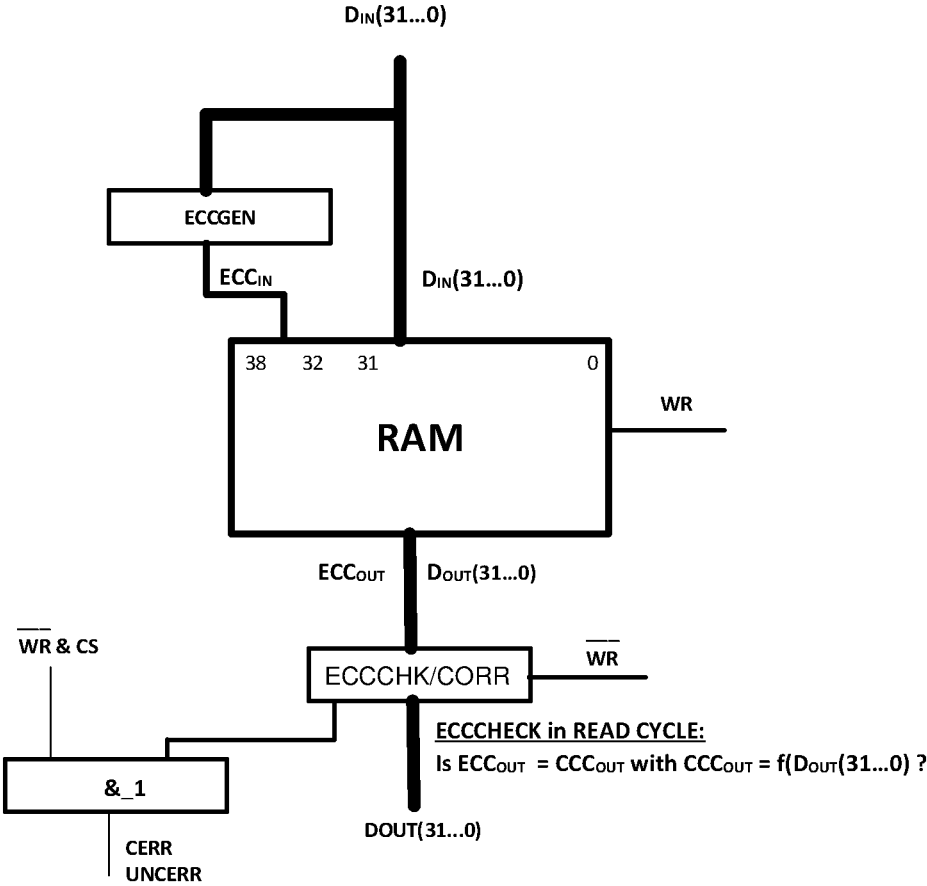 DIN(31...0)
ECCGEN
ECCIN
DIN(31...0)
38 32 31 0
RAM
WR
ECCOUT DOUT(31...0)
WR & CS
ECCCHK/CORR
WR
ECCCHECK in READ CYCLE:
Is ECCOUT = CCCOUT with CCCOUT = f(DOUT(31...0) ?
&_1
DOUT(31...0)
CERR
UNCERR